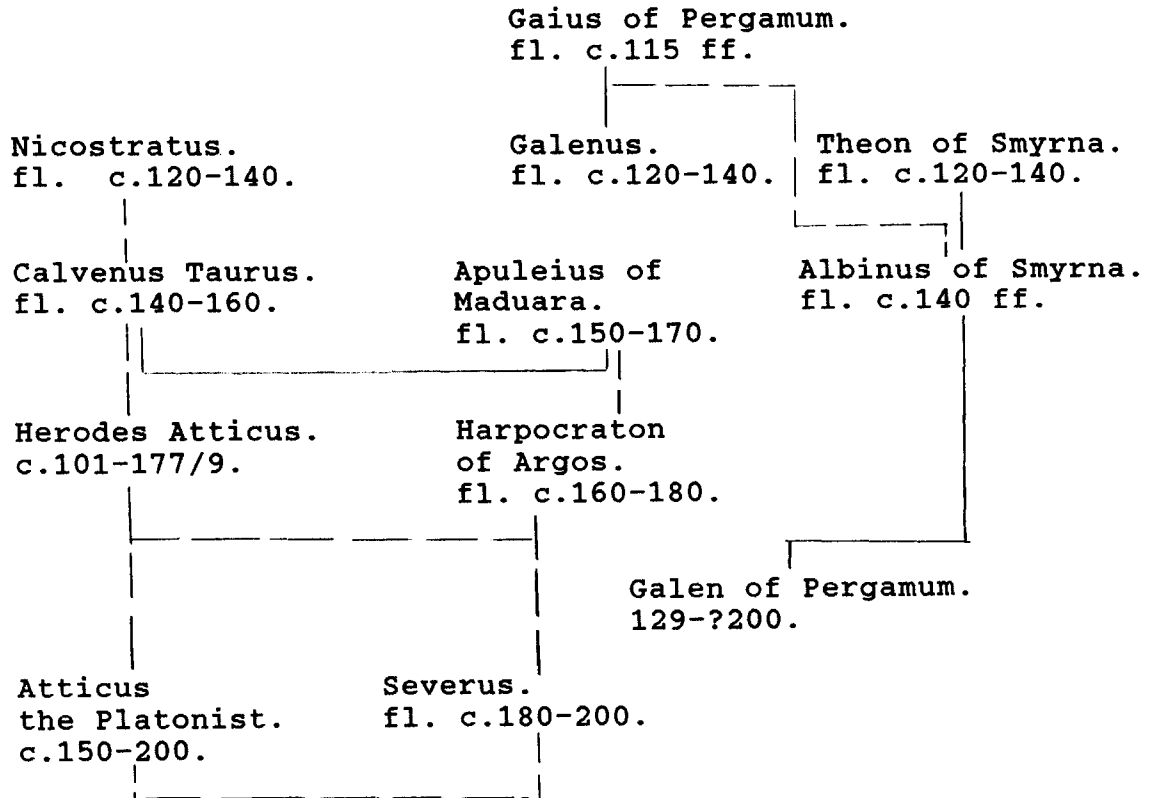 Gaius of Pergamum.
fl. c.115 ff.
Nicostratus.
fl. c.120-140.
Galenus.
fl. c.120-140.
Theon of Smyrna.
fl. c.120-140.
Calvenus Taurus.
fl. c.140-160.
Apuleius of
Maduara.
fl. c.150-170.
Albinus of Smyrna.
fl. c.140 ff.
Herodes Atticus.
c.101-177/9.
Harpocraton
of Argos.
fl. c.160-180.
Galen of Pergamum.
129-?200.
Atticus
the Platonist.
c.150-200.
Severus.
fl. c.180-200.